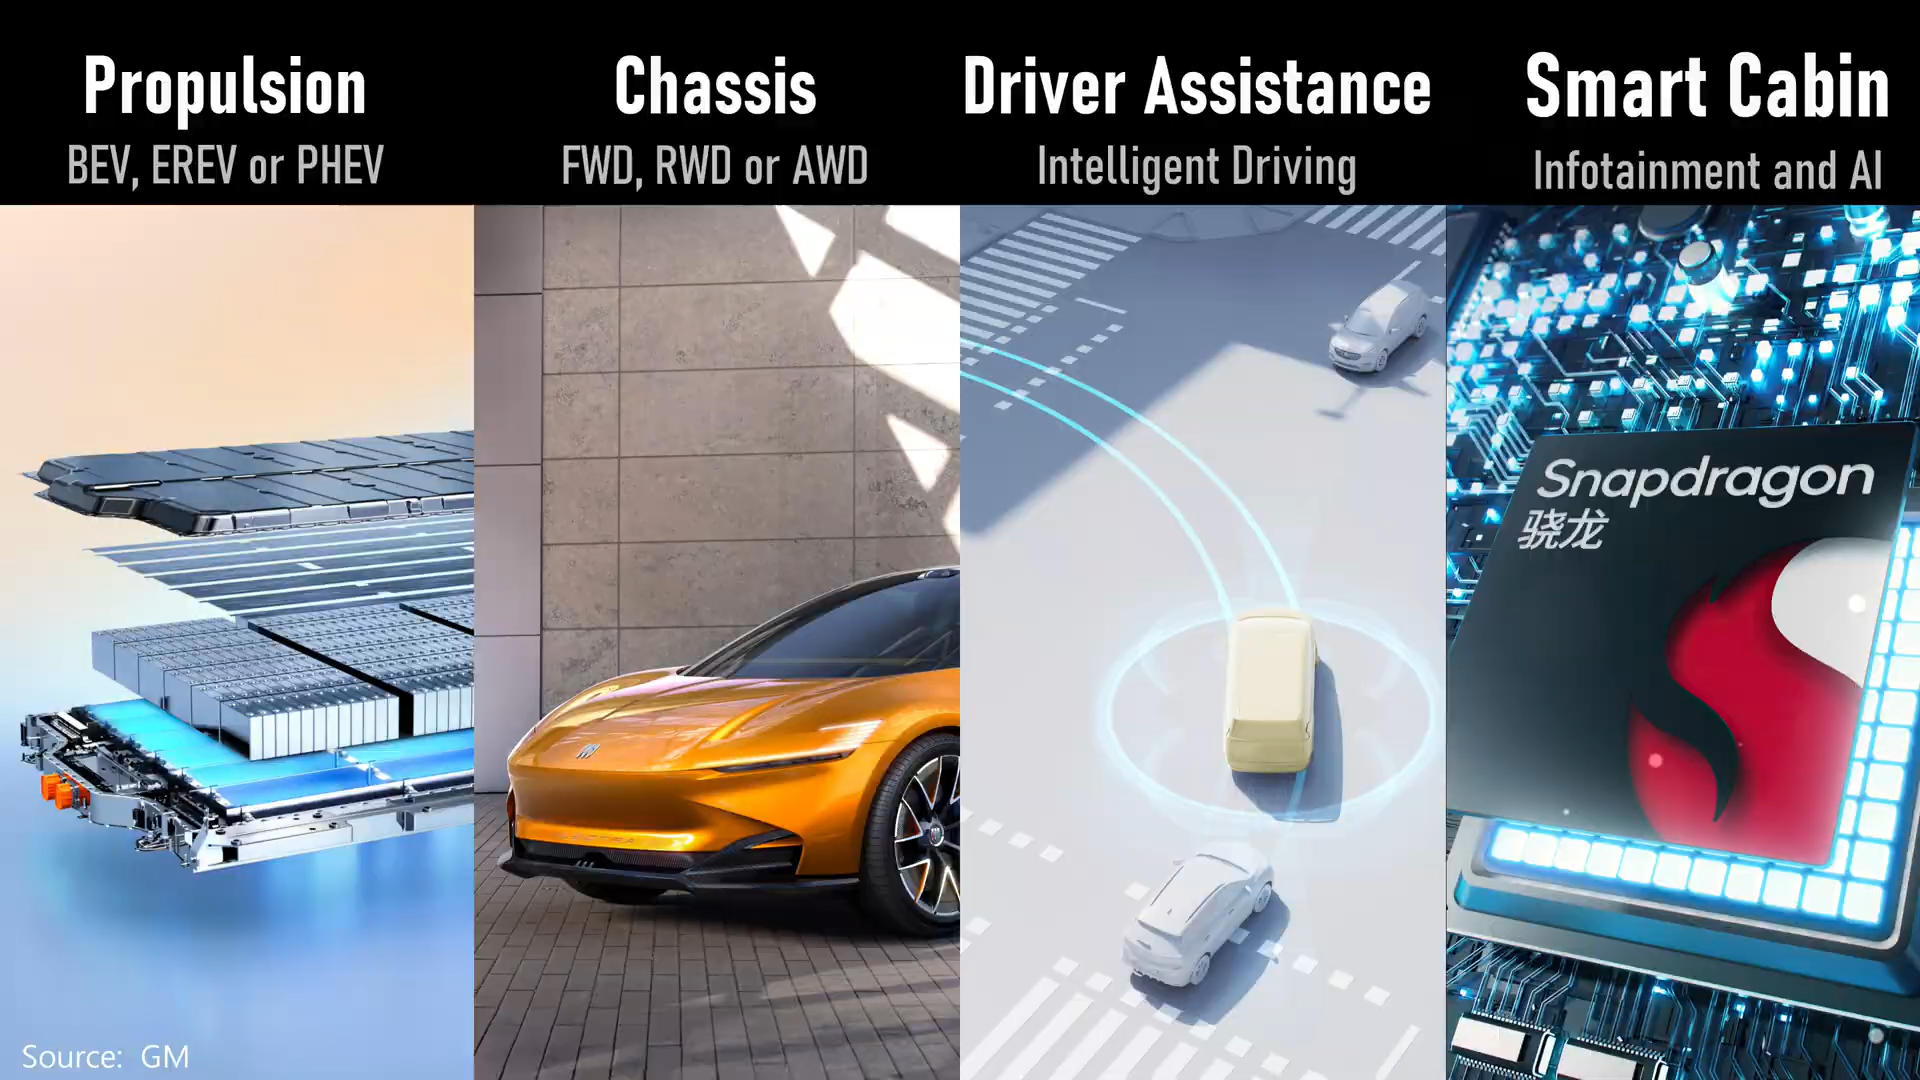 Propulsion
BEV, EREV or PHEV
Chassis
FWD, RWD or AWD
Driver Assistance
Intelligent Driving
Smart Cabin
Infotainment and AI
Snapdragon
骁龙
Source: GM